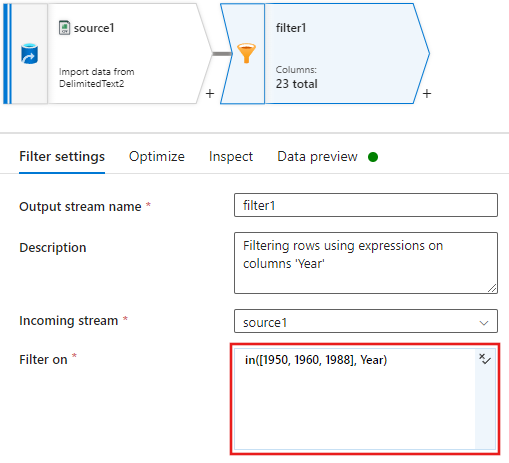 source1
Import data from
DelimitedText2
+
filter1
Columns:
23 total
+
Filter settings Optimize Inspect Data preview
Output stream name *
filter1
Description
Filtering rows using expressions on
columns 'Year'
Incoming stream *
source1
Filter on *
in([1950, 1960, 1988], Year)